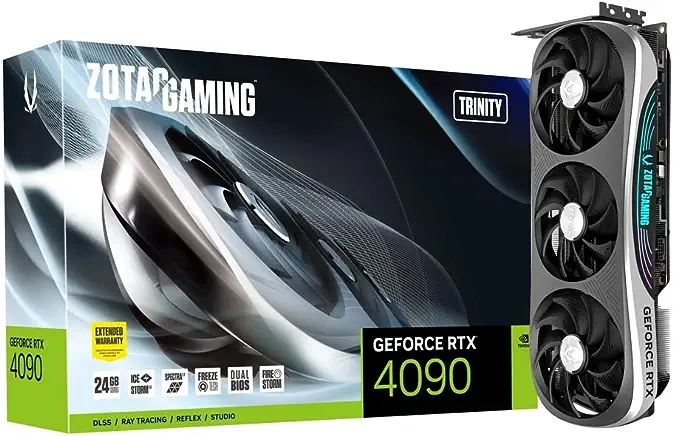 ZOTAC GAMING
TRINITY
EXTENDED
WARRANTY
GEFORCE RTX
4090
24GB
ICE
STORM
SPECTRA
FREEZE
TECH
DUAL
BIOS
FIRE
STORM
DLSS / RAY TRACING / REFLEX / STUDIO
GEFORCE RTX
4090
ZOTAC GAMING
GEFORCE RTX